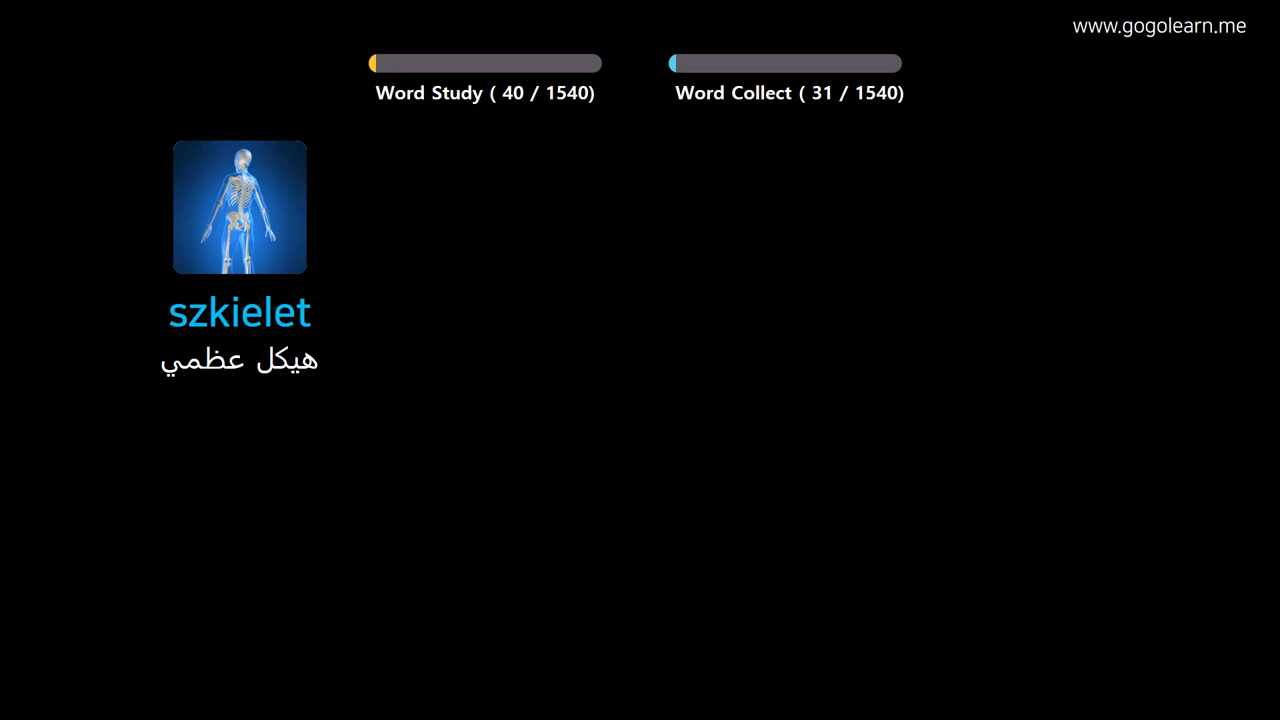 www.gogolearn.me
Word Study ( 40 / 1540)
Word Collect ( 31 / 1540)
szkielet
هيكل عظمي